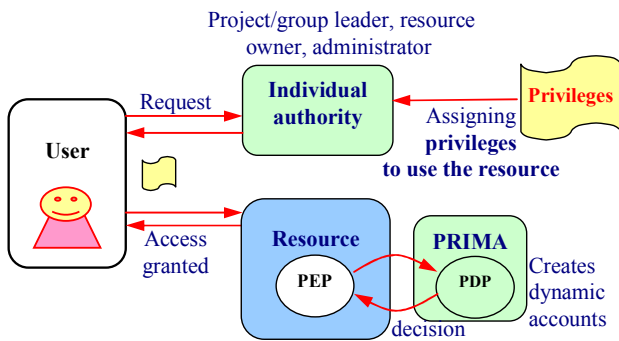 Project/group leader, resource
owner, administrator
Request
Individual
authority
Privileges
Assigning
privileges
to use the resource
User
Access
granted
Resource
PEP
PRIMA
PDP
Creates
dynamic
accounts
decision